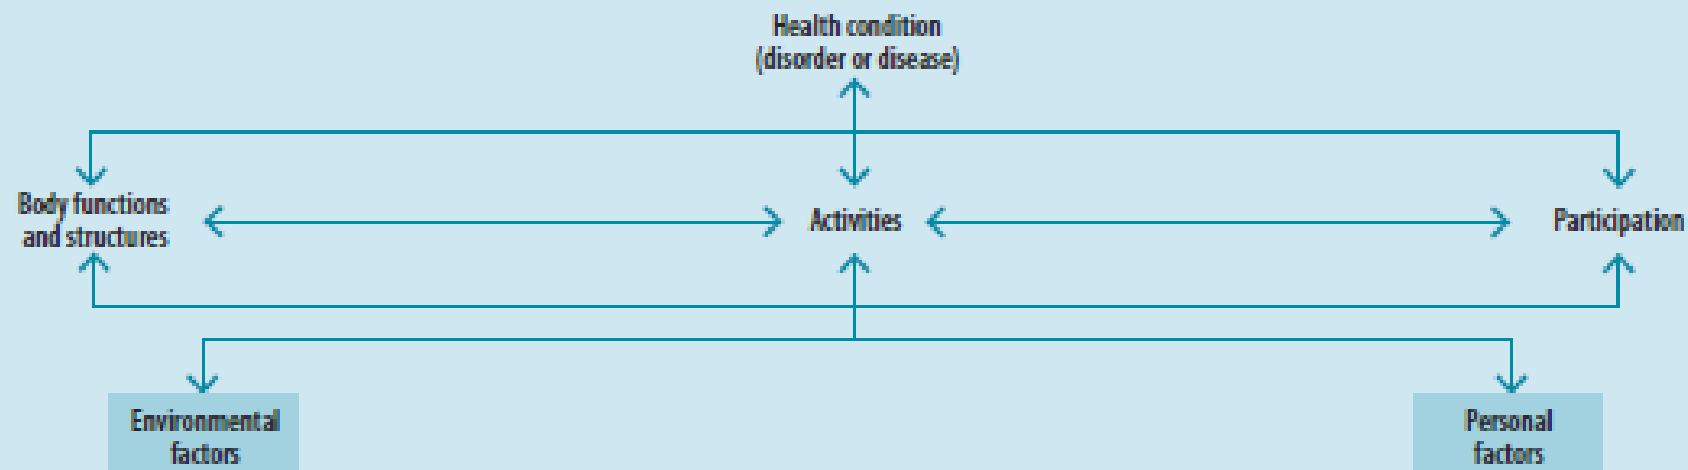 Health condition
(disorder or disease)
Body functions
and structures
Activities
Participation
Environmental
factors
Personal
factors